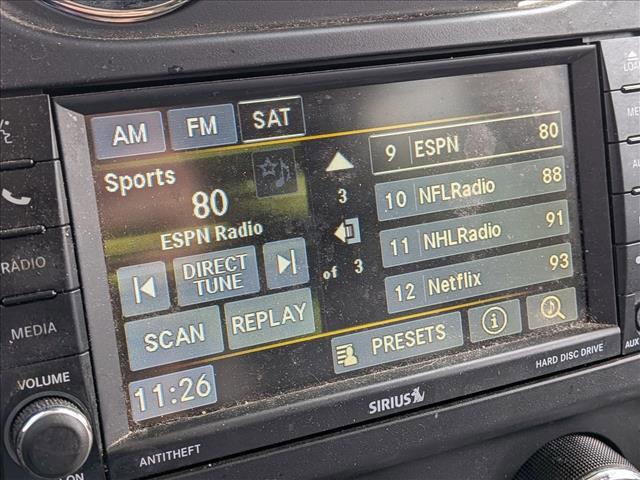 AM FM SAT
Sports
80
ESPN Radio
DIRECT
TUNE
SCAN REPLAY
11:26
3
of 3
9 ESPN 80
10 NFLRadio 88
11 NHLRadio 91
12 Netflix 93
PRESETS
RADIO
MEDIA
VOLUME
ANTITHEFT
SIRIUS
HARD DISC DRIVE
AUX